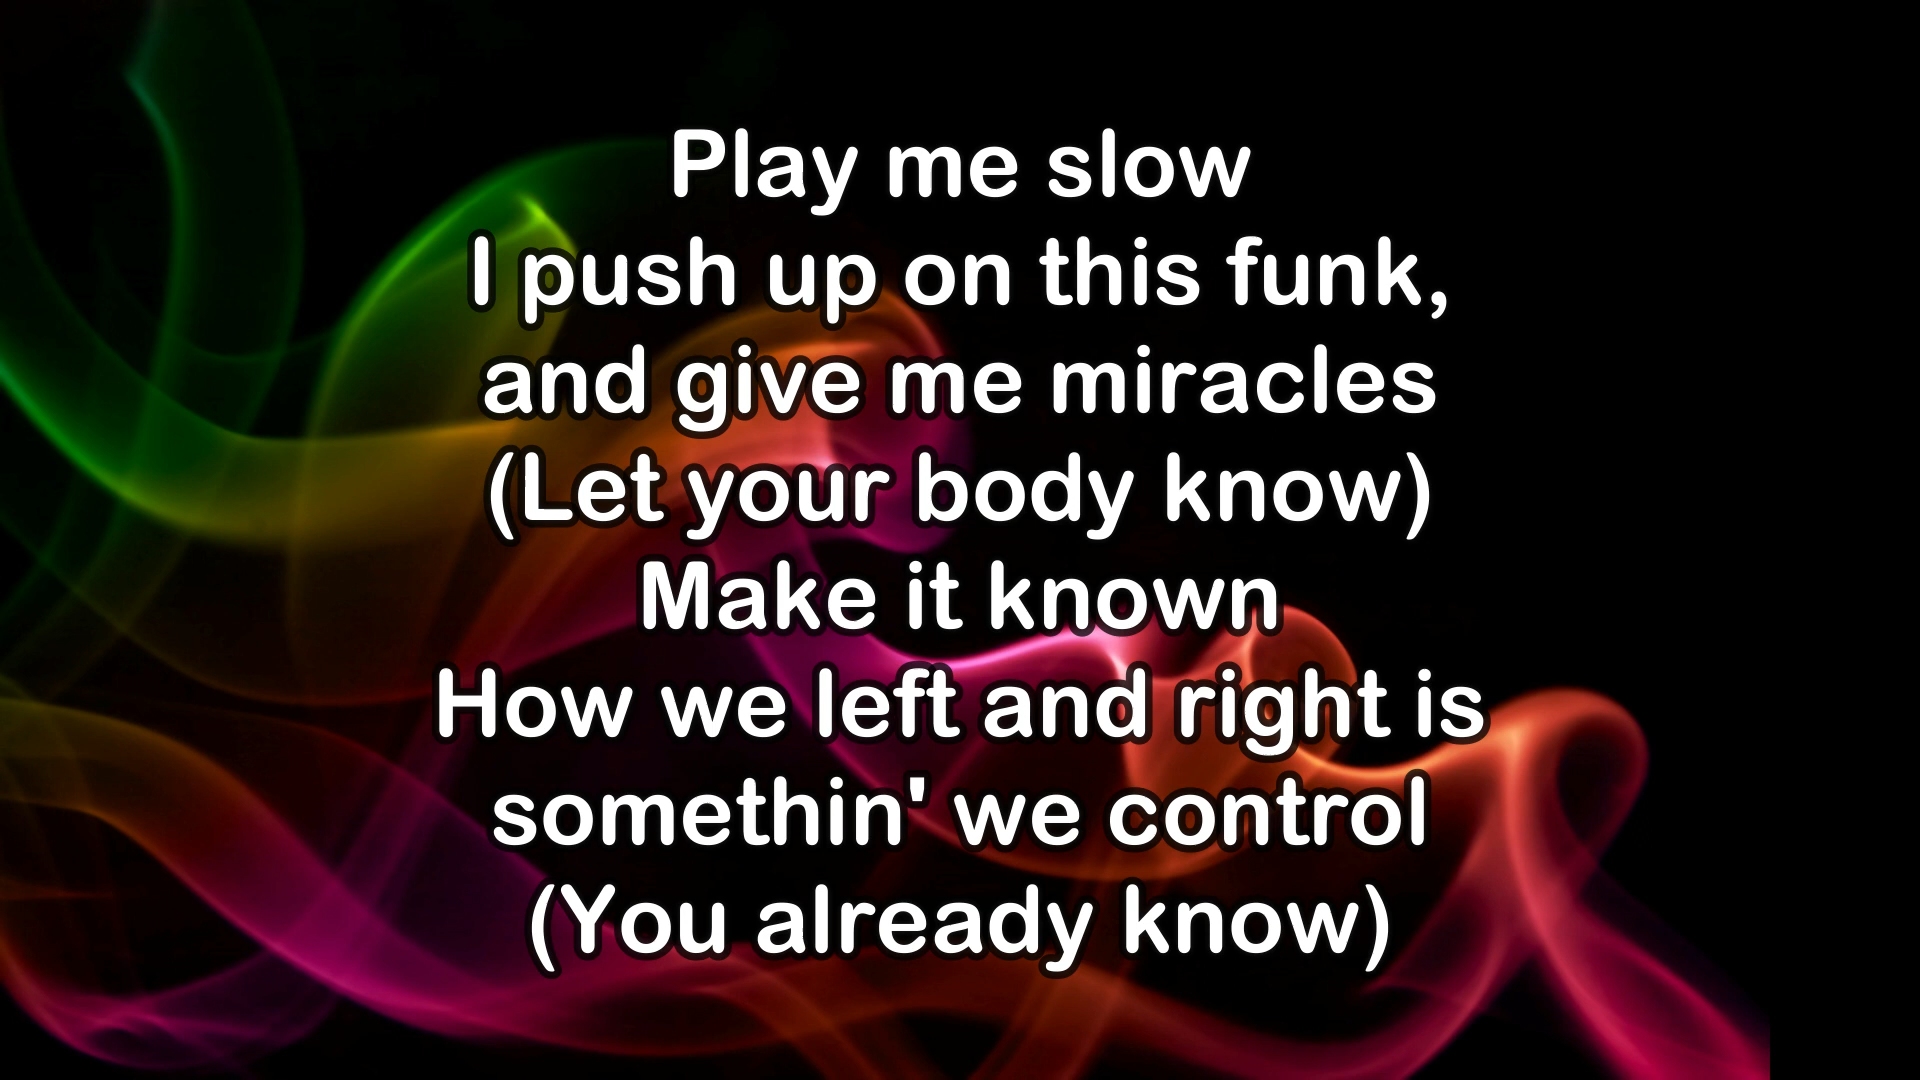 Play me slow
I push up on this funk,
and give me miracles
(Let your body know)
Make it known
How we left and right is
somethin' we control
(You already know)